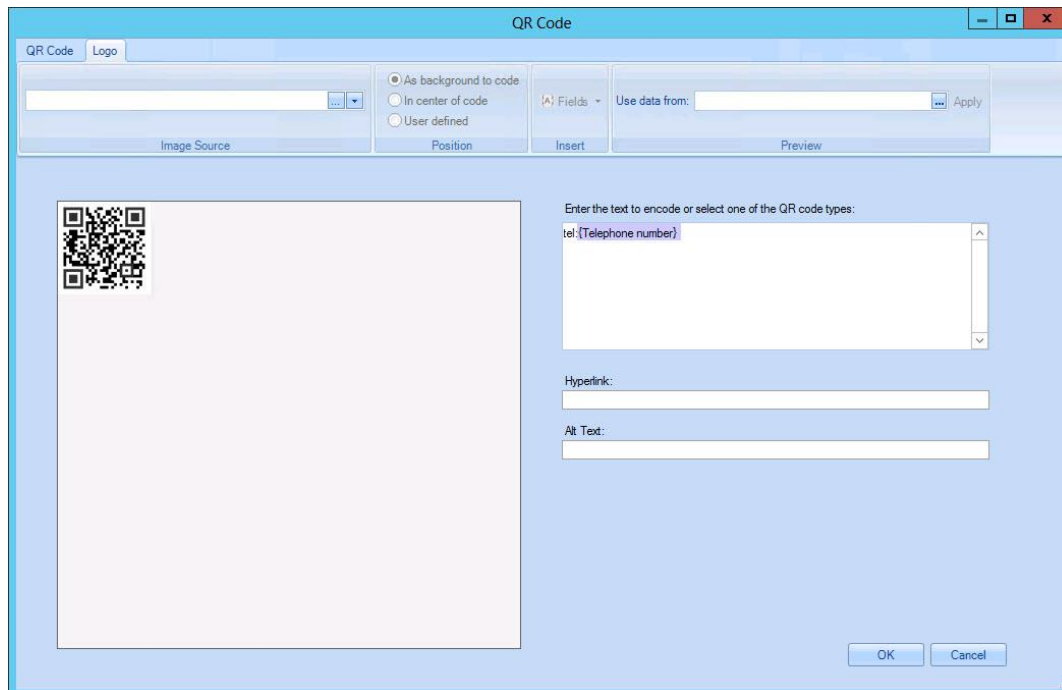 QR Code
QR Code Logo
As background to code
In center of code
User defined
Fields
Use data from:
... Apply
Image Source
Position
Insert
Preview
Enter the text to encode or select one of the QR code types:
tel:{Telephone number}
Hyperlink:
Alt Text:
OK Cancel